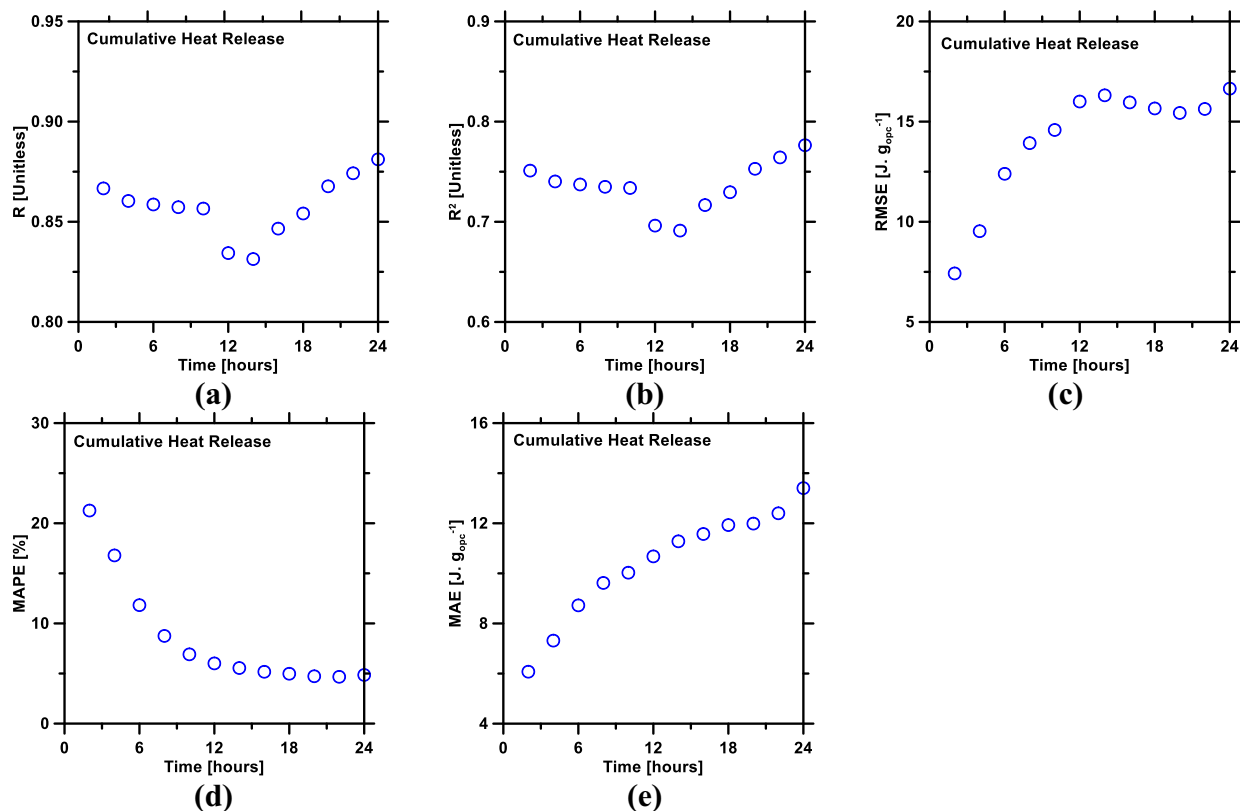 0.95
0.90
0.85
0.80
R [Unitless]
Cumulative Heat Release
0
6
12
18
24
Time [hours]
(a)
0.9
0.8
0.7
0.6
R² [Unitless]
Cumulative Heat Release
0
6
12
18
24
Time [hours]
(b)
20
15
10
5
RMSE [J. gₒₚc⁻¹]
Cumulative Heat Release
0
6
12
18
24
Time [hours]
(c)
30
20
10
0
MAPE [%]
Cumulative Heat Release
0
6
12
18
24
Time [hours]
(d)
16
12
8
4
MAE [J. gₒₚc⁻¹]
Cumulative Heat Release
0
6
12
18
24
Time [hours]
(e)